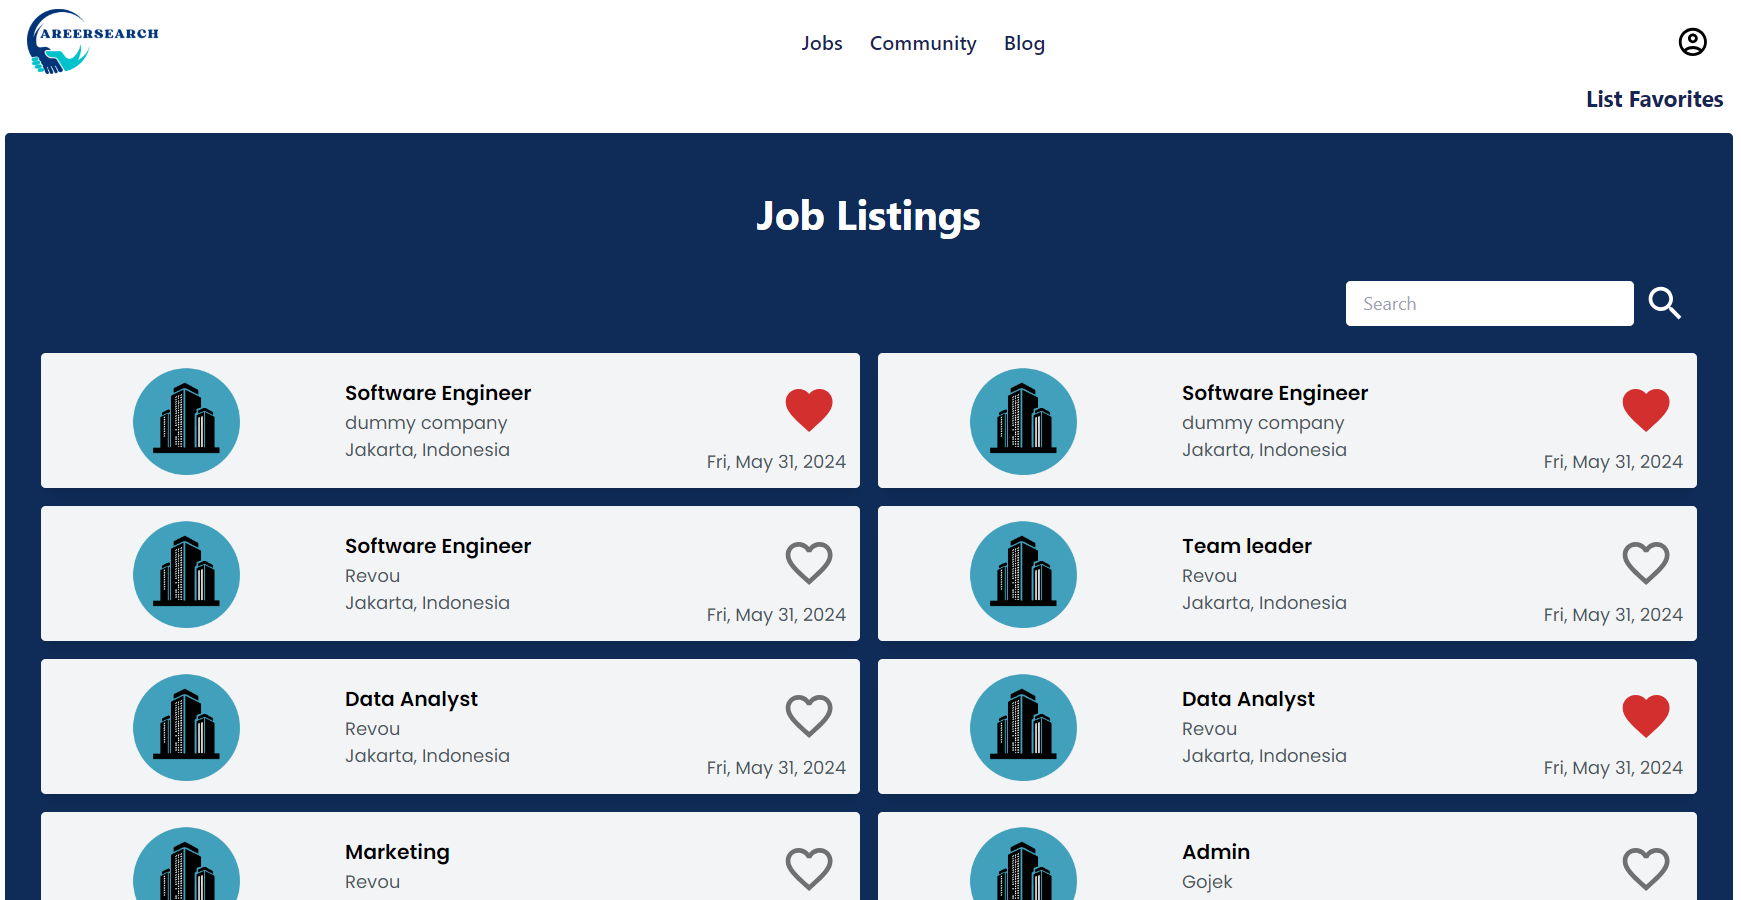 AREERSEARCH
Jobs Community Blog
List Favorites
Job Listings
Search
Software Engineer
dummy company
Jakarta, Indonesia
Fri, May 31, 2024
Software Engineer
dummy company
Jakarta, Indonesia
Fri, May 31, 2024
Software Engineer
Revou
Jakarta, Indonesia
Fri, May 31, 2024
Team leader
Revou
Jakarta, Indonesia
Fri, May 31, 2024
Data Analyst
Revou
Jakarta, Indonesia
Fri, May 31, 2024
Data Analyst
Revou
Jakarta, Indonesia
Fri, May 31, 2024
Marketing
Revou
Admin
Gojek